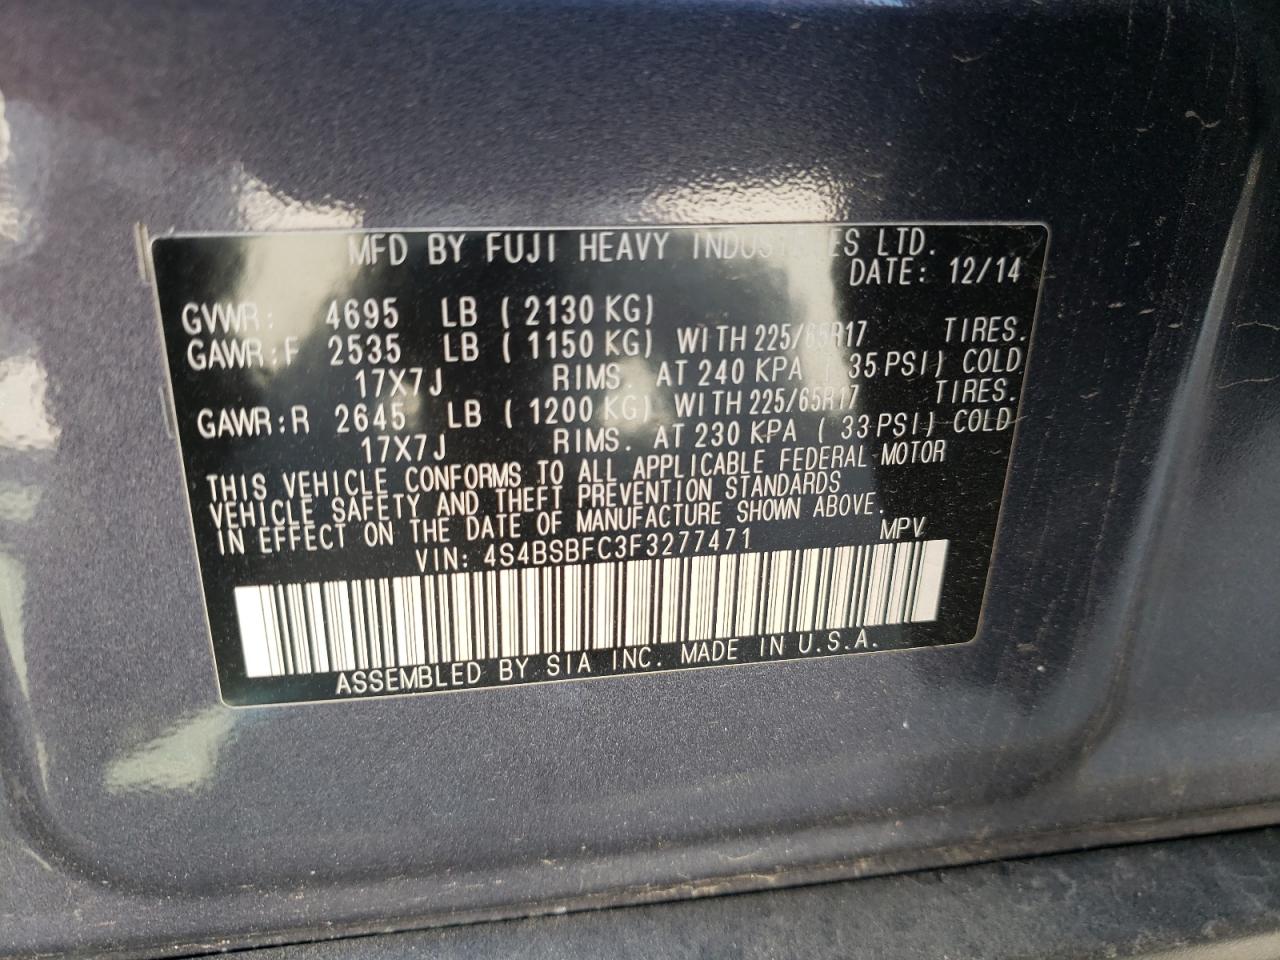 MFD BY FUJI HEAVY INDUSTRIES LTD.
DATE: 12/14
GVWR: 4695 LB ( 2130 KG)
GAWR:F 2535 LB ( 1150 KG) WITH 225/65R17 TIRES.
17X7J RIMS. AT 240 KPA ( 35 PSI) COLD
GAWR:R 2645 LB ( 1200 KG) WITH 225/65R17 TIRES.
17X7J RIMS. AT 230 KPA ( 33 PSI) COLD
THIS VEHICLE CONFORMS TO ALL APPLICABLE FEDERAL MOTOR
VEHICLE SAFETY AND THEFT PREVENTION STANDARDS
IN EFFECT ON THE DATE OF MANUFACTURE SHOWN ABOVE.
VIN: 4S4BSBFC3F3277471 MPV
ASSEMBLED BY SIA INC. MADE IN U.S.A.